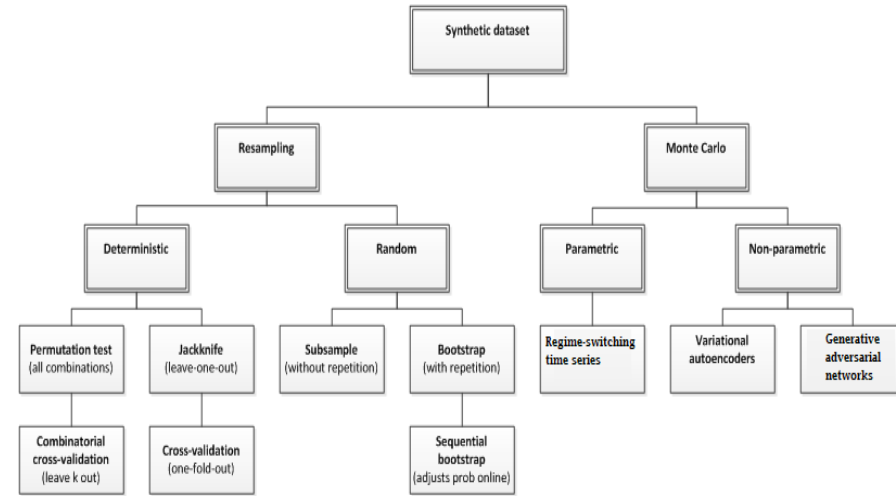 Synthetic dataset
Resampling
Monte Carlo
Deterministic
Random
Parametric
Non-parametric
Permutation test
(all combinations)
Jackknife
(leave-one-out)
Subsample
(without repetition)
Bootstrap
(with repetition)
Regime-switching
time series
Variational
autoencoders
Generative
adversarial
networks
Combinatorial
cross-validation
(leave k out)
Cross-validation
(one-fold-out)
Sequential
bootstrap
(adjusts prob online)